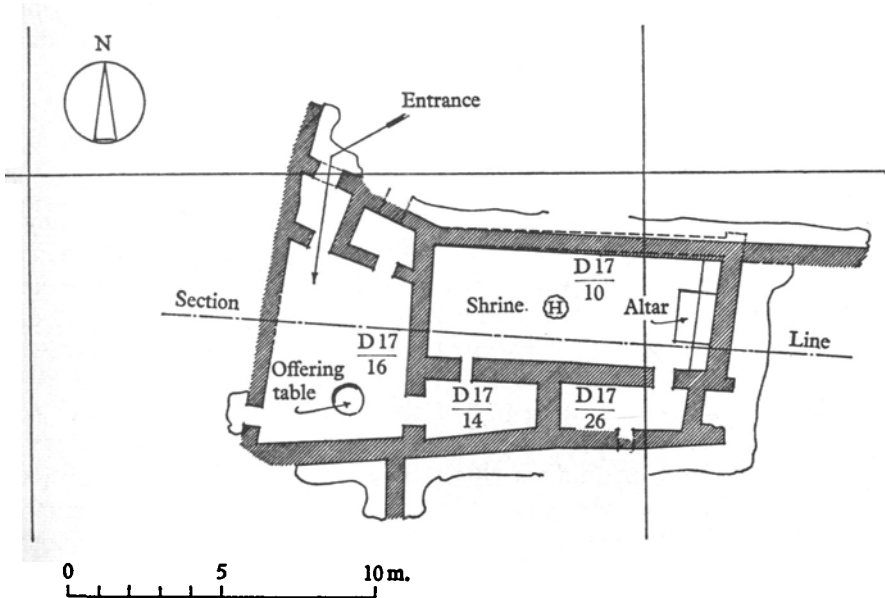 N
Entrance
D 17
10
Section
Shrine.
H
Altar
Line
D 17
16
Offering
table
D 17
14
D 17
26
0 5 10 m.